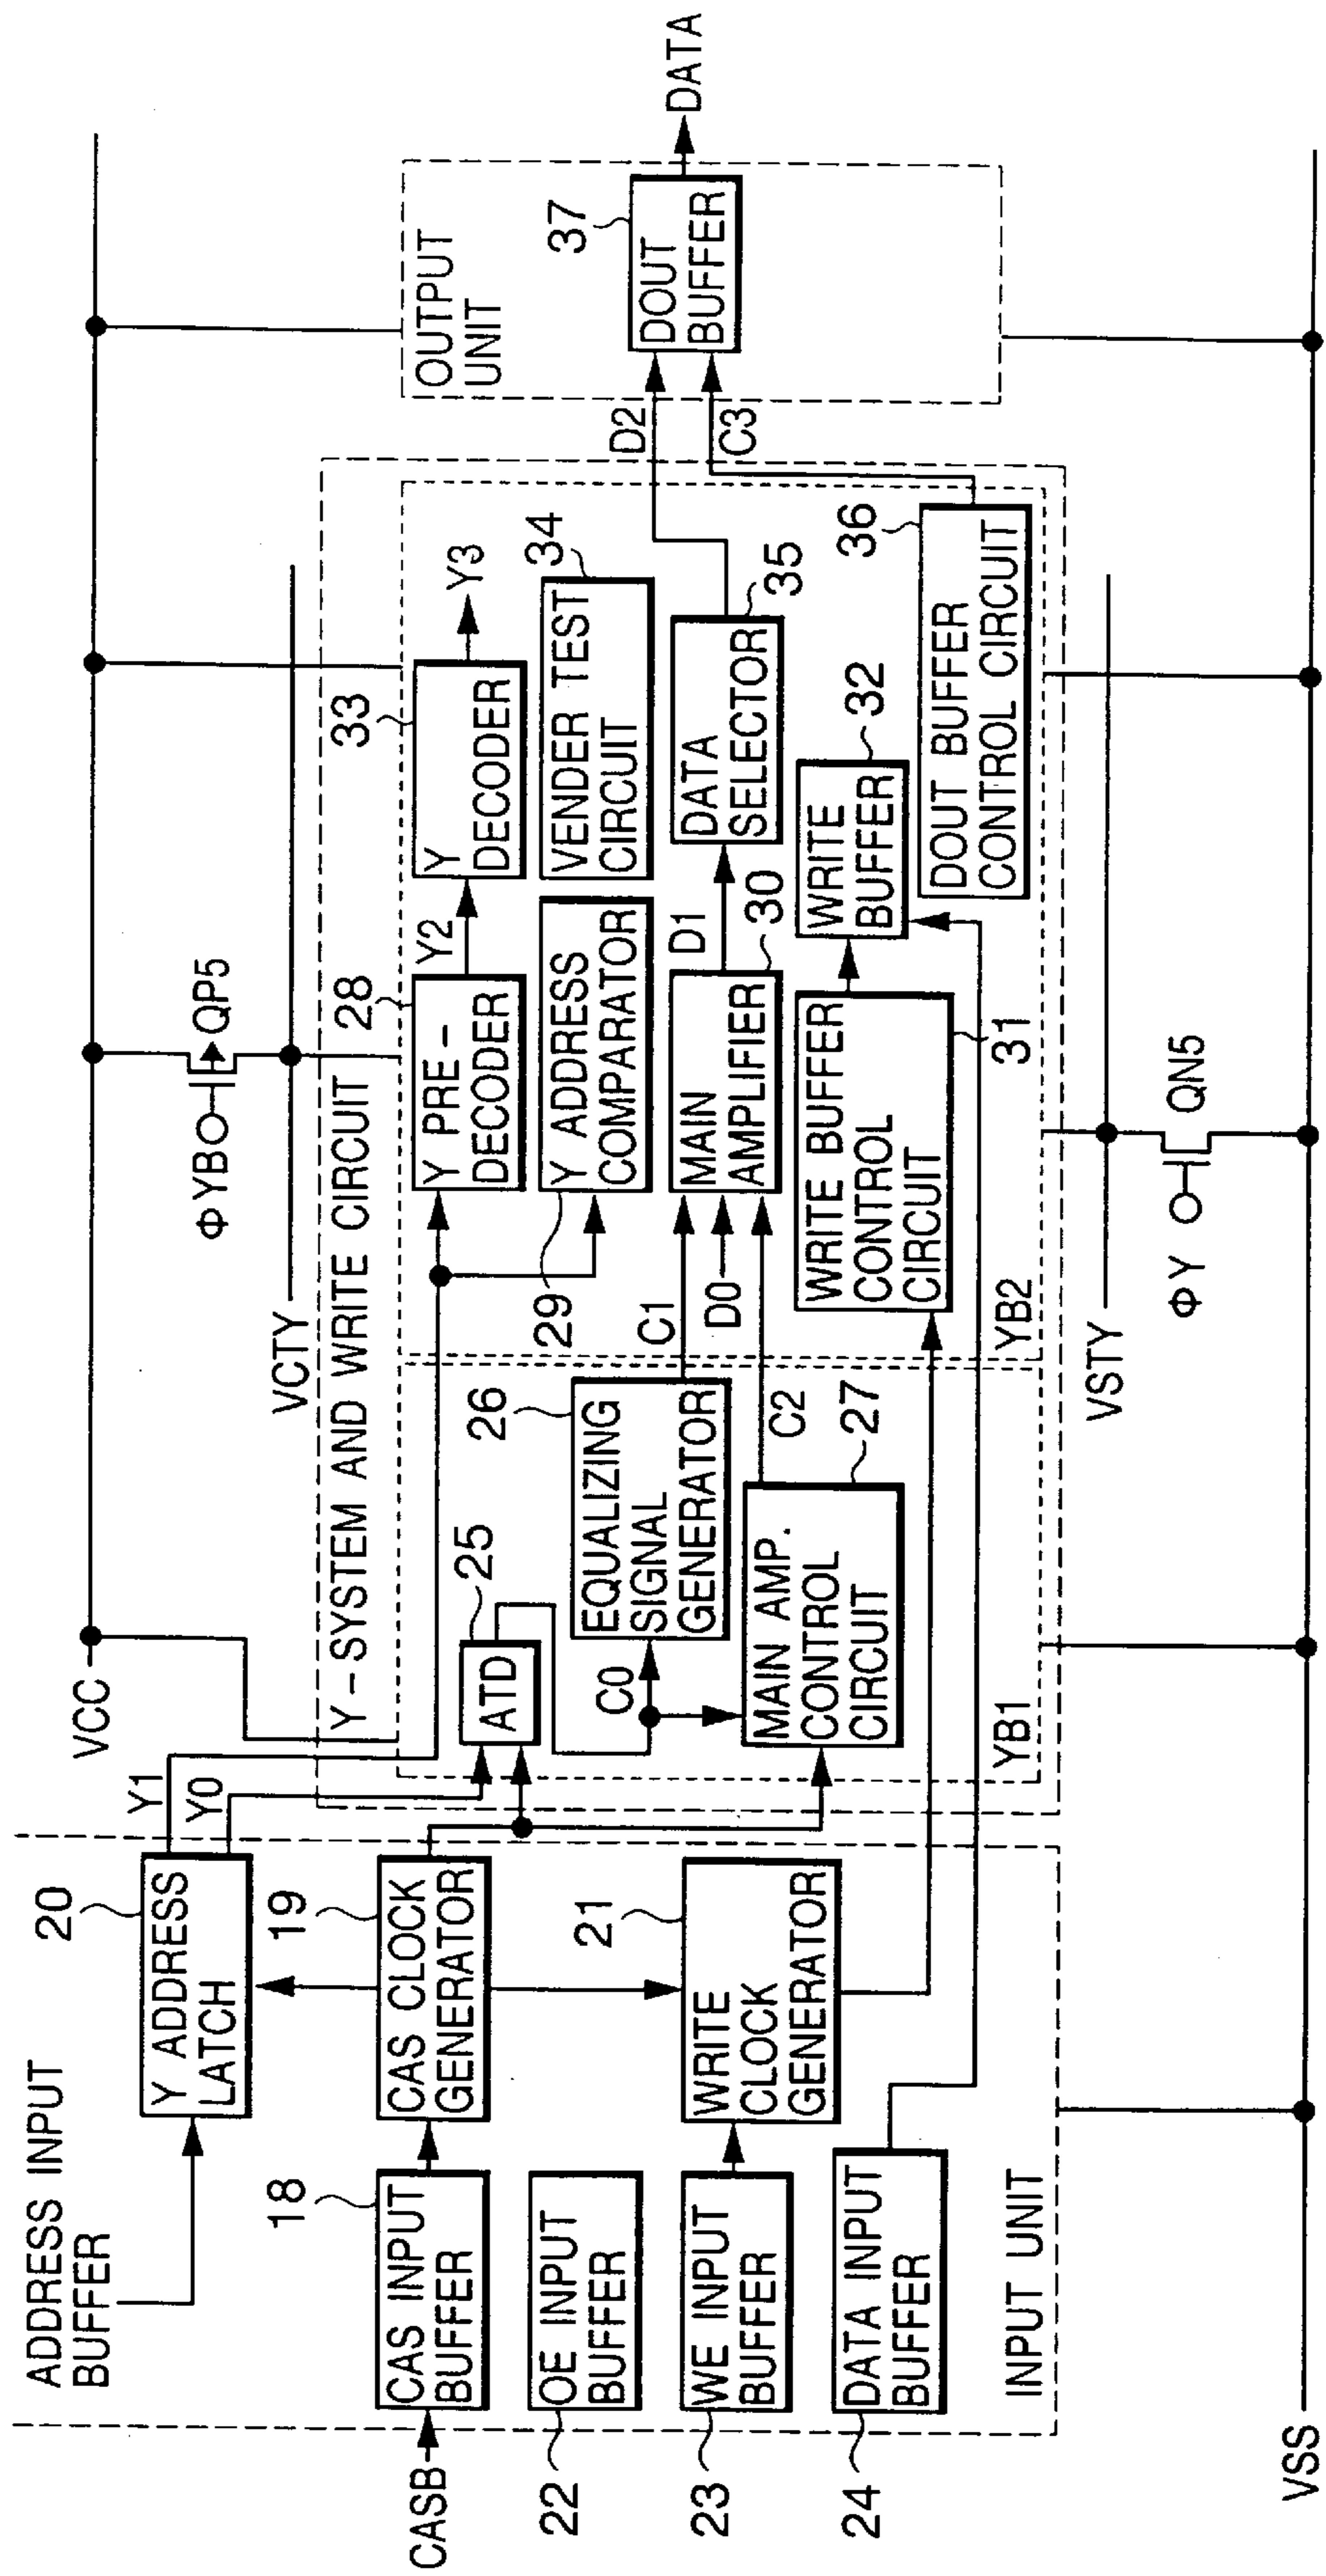 ADDRESS INPUT
BUFFER
20
Y ADDRESS
LATCH
Y1
Y0
CASB
18
CAS INPUT
BUFFER
19
CAS CLOCK
GENERATOR
22
OE INPUT
BUFFER
23
WE INPUT
BUFFER
21
WRITE
CLOCK
GENERATOR
24
DATA INPUT
BUFFER
INPUT UNIT
VCC
VSS
VCTY
ΦYB
QP5
Y-SYSTEM AND WRITE CIRCUIT
25
ATD
C0
26
EQUALIZING
SIGNAL
GENERATOR
C1
27
MAIN AMP.
CONTROL
CIRCUIT
C2
YB1
28
Y PRE-
DECODER
Y2
33
Y
DECODER
Y3
29
Y ADDRESS
COMPARATOR
34
VENDER TEST
CIRCUIT
D0
30
MAIN
AMPLIFIER
D1
35
DATA
SELECTOR
31
WRITE BUFFER
CONTROL
CIRCUIT
32
WRITE
BUFFER
36
DOUT BUFFER
CONTROL CIRCUIT
YB2
VSTY
ΦY
QN5
D2
C3
OUTPUT
UNIT
37
DOUT
BUFFER
DATA